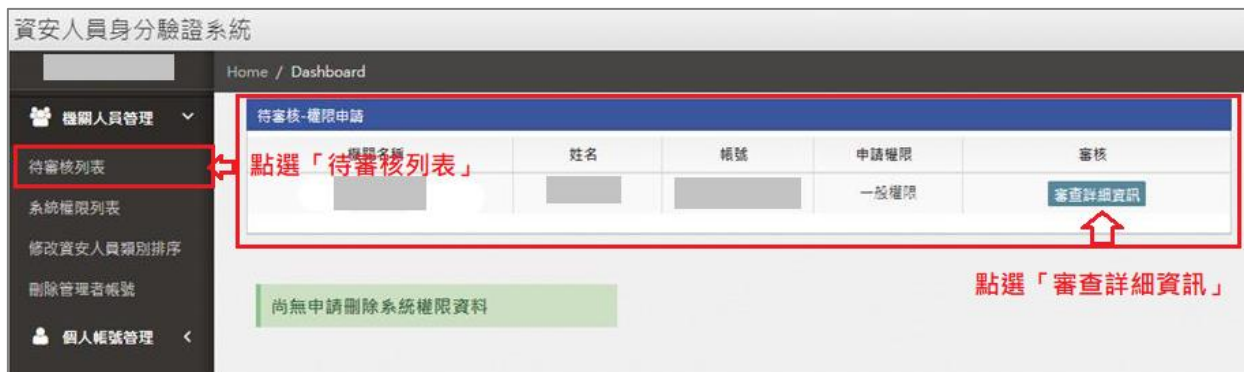 資安人員身分驗證系統
Home / Dashboard
機關人員管理
待審核列表
系統權限列表
修改資安人員類別排序
刪除管理者帳號
個人帳號管理
待審核-權限申請
機關名稱 姓名 帳號 申請權限 審核
點選「待審核列表」
一般權限 審查詳細資訊
點選「審查詳細資訊」
尚無申請刪除系統權限資料